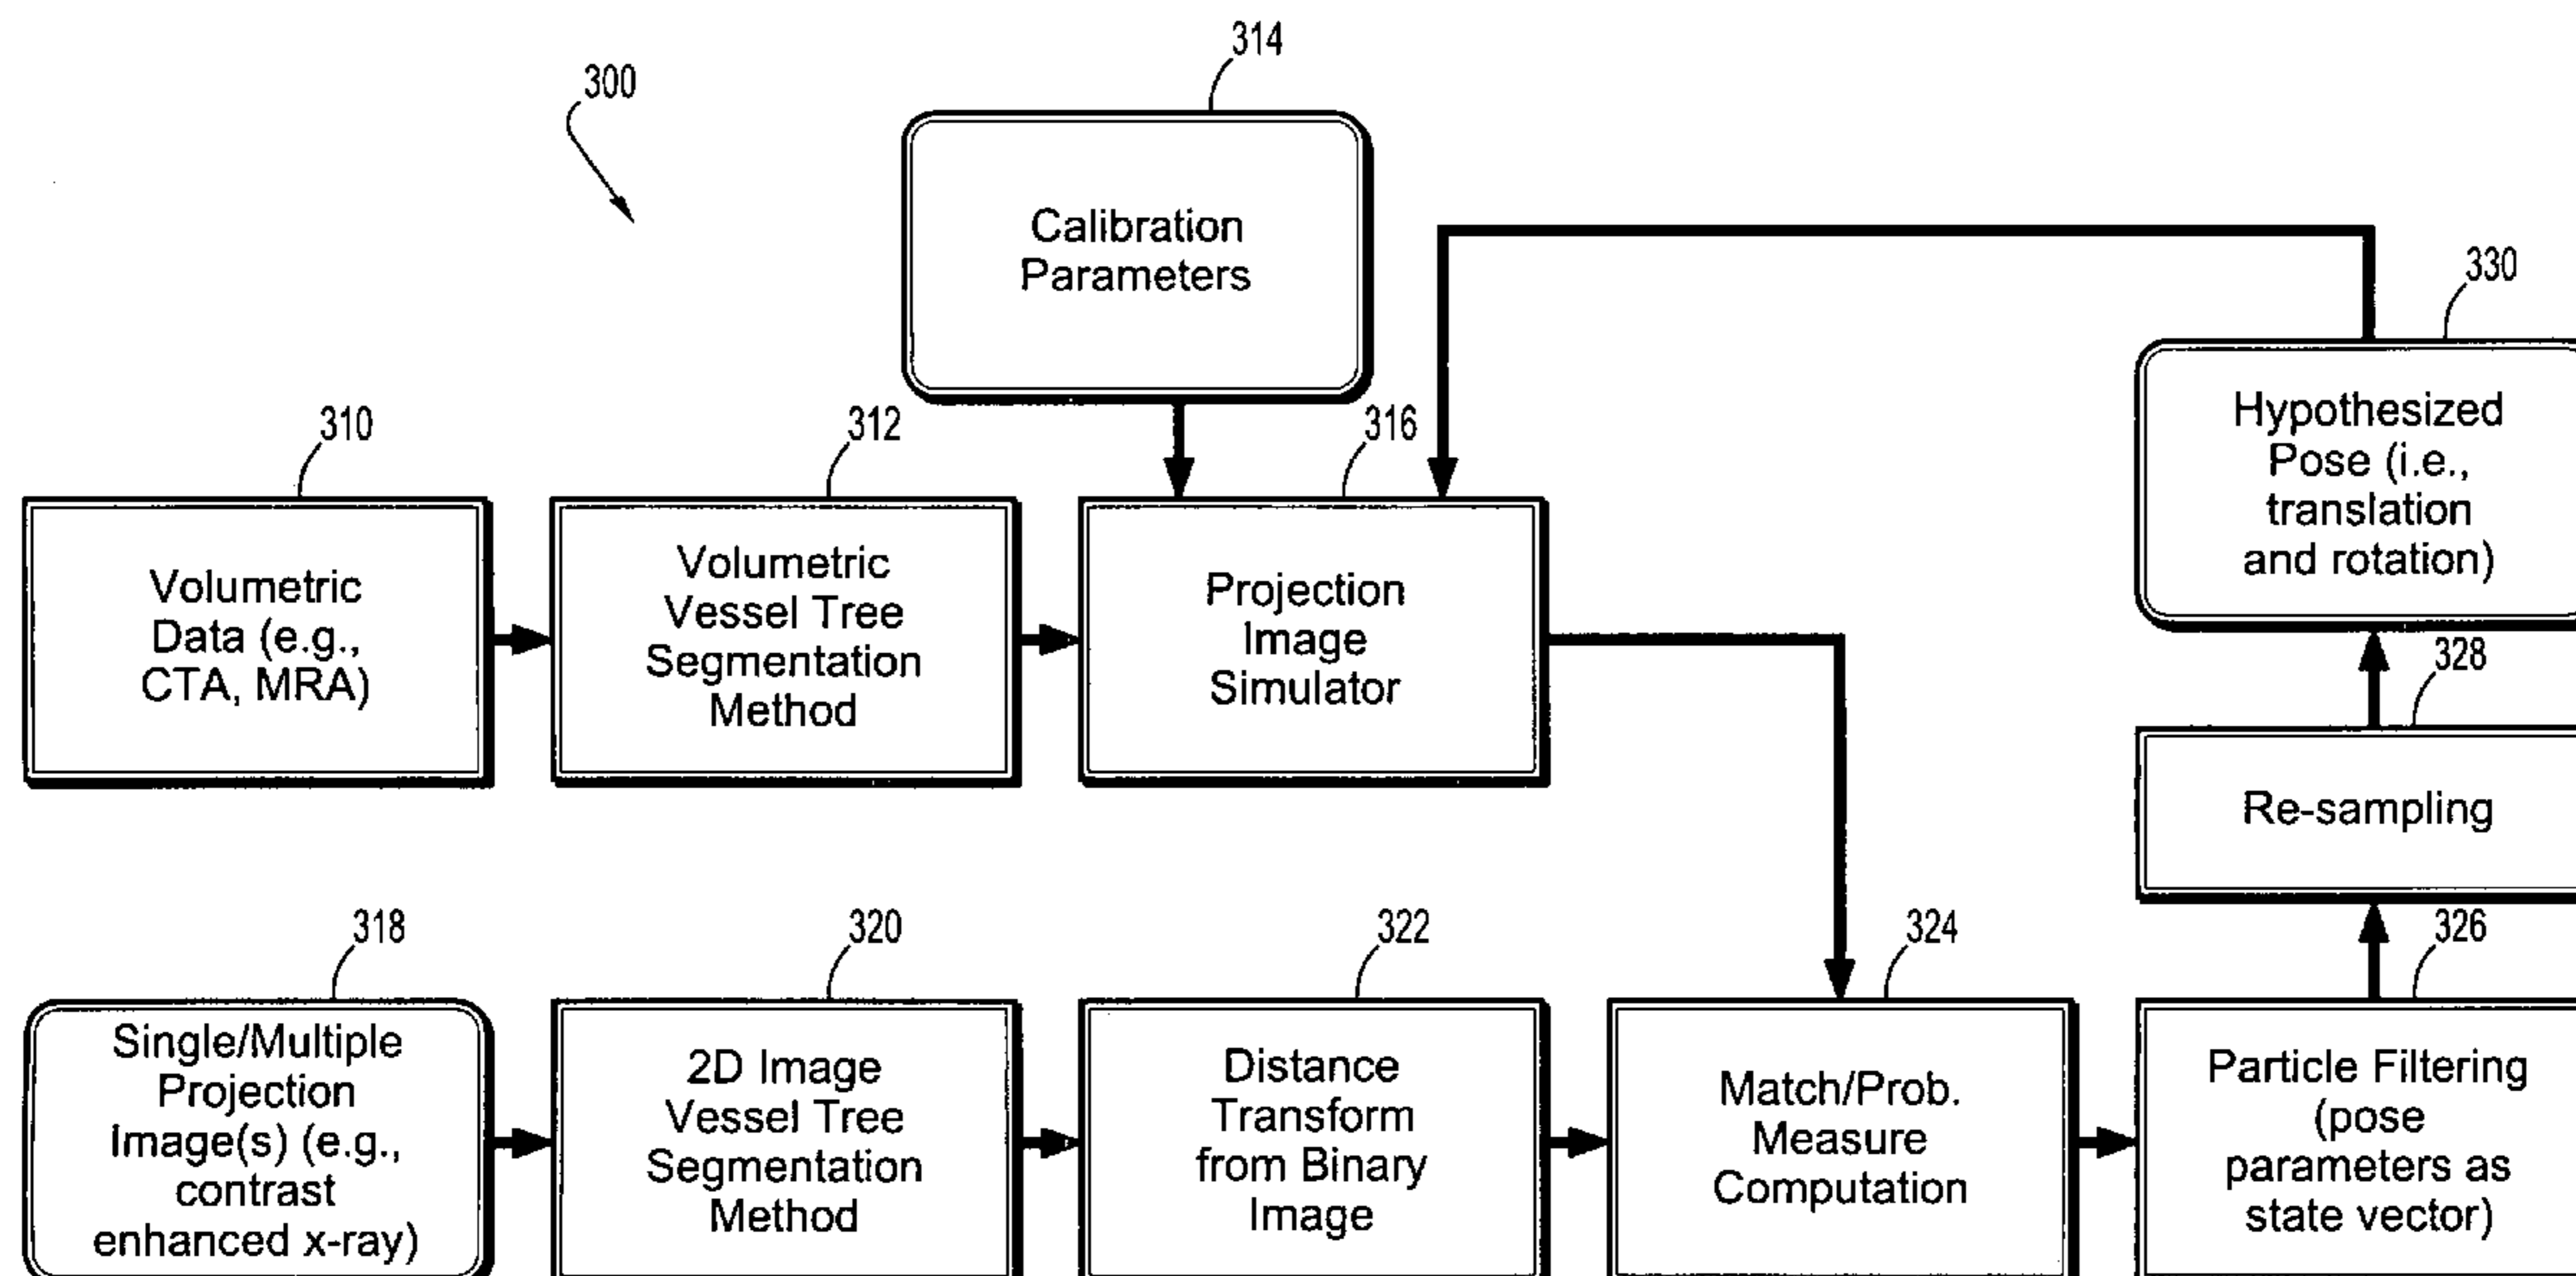 314
300
Calibration
Parameters
330
Hypothesized
Pose (i.e.,
translation
and rotation)
310
312
316
Volumetric
Data (e.g.,
CTA, MRA)
Volumetric
Vessel Tree
Segmentation
Method
Projection
Image
Simulator
328
Re-sampling
318
320
322
324
326
Single/Multiple
Projection
Image(s) (e.g.,
contrast
enhanced x-ray)
2D Image
Vessel Tree
Segmentation
Method
Distance
Transform
from Binary
Image
Match/Prob.
Measure
Computation
Particle Filtering
(pose
parameters as
state vector)